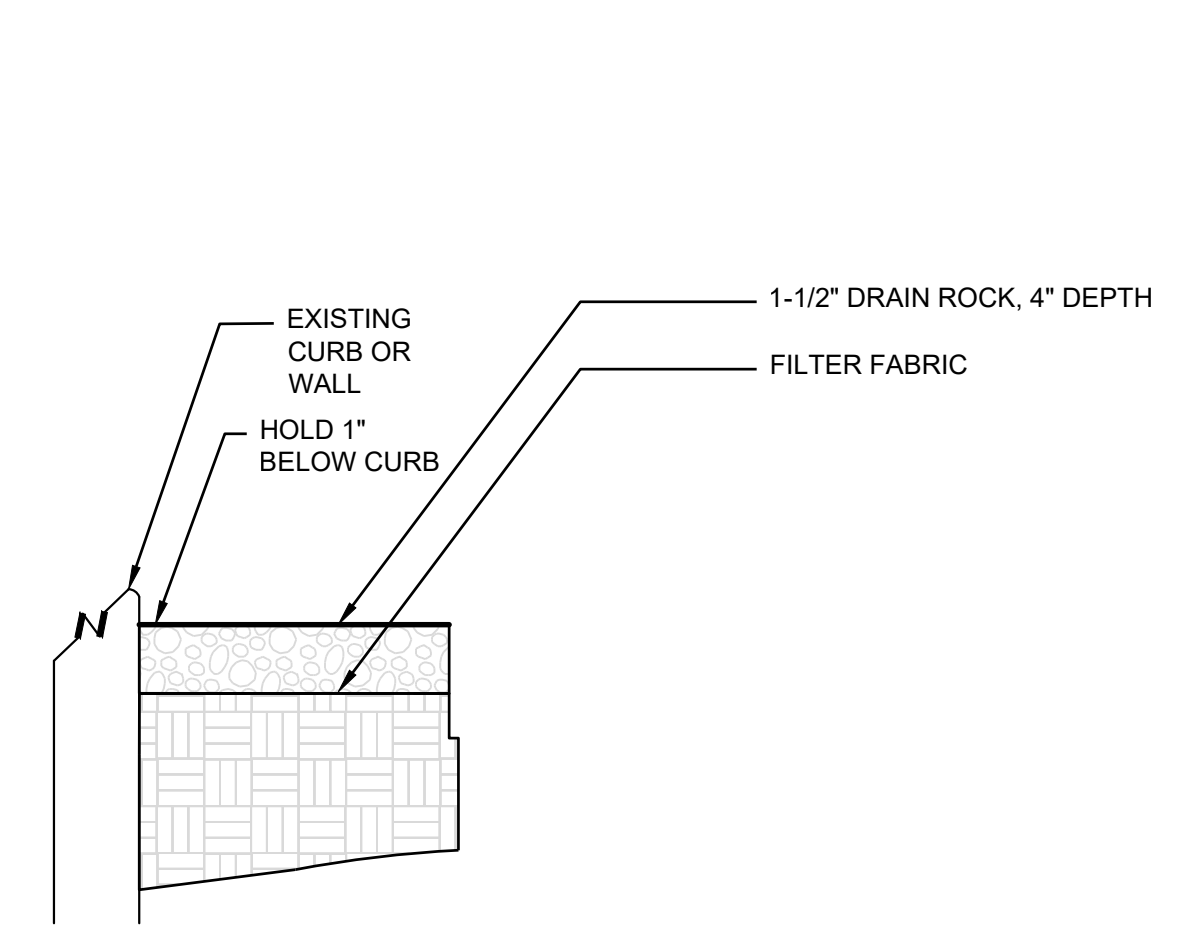 1-1/2" DRAIN ROCK, 4" DEPTH
EXISTING
CURB OR
WALL
FILTER FABRIC
HOLD 1"
BELOW CURB